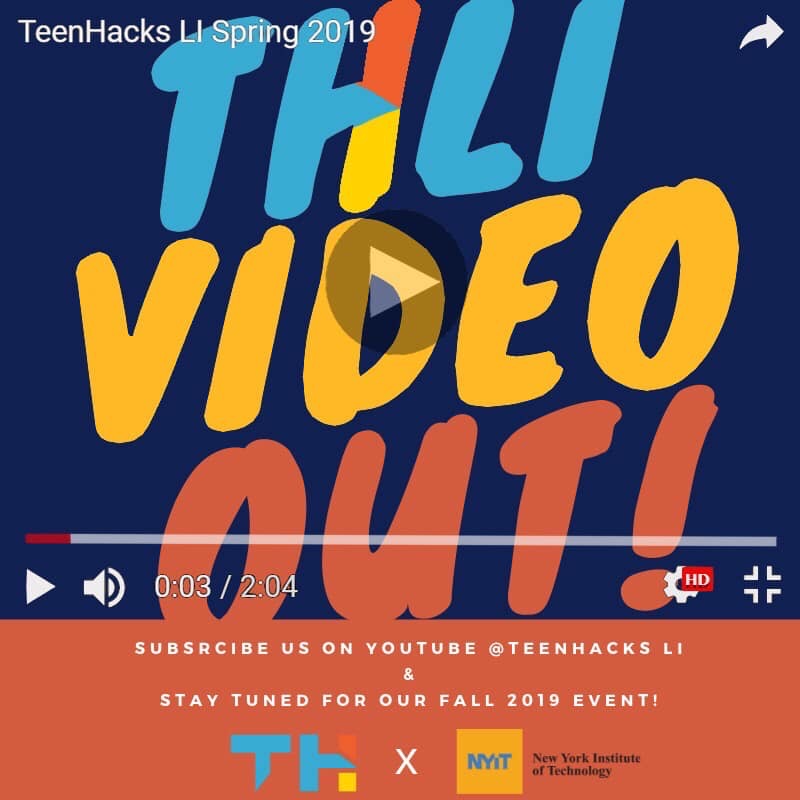 TeenHacks LI Spring 2019
THLI
VIDEO
OUT!
0:03 / 2:04
HD
SUBSRCIBE US ON YOUTUBE @TEENHACKS LI
&
STAY TUNED FOR OUR FALL 2019 EVENT!
TH X NYIT New York Institute
of Technology